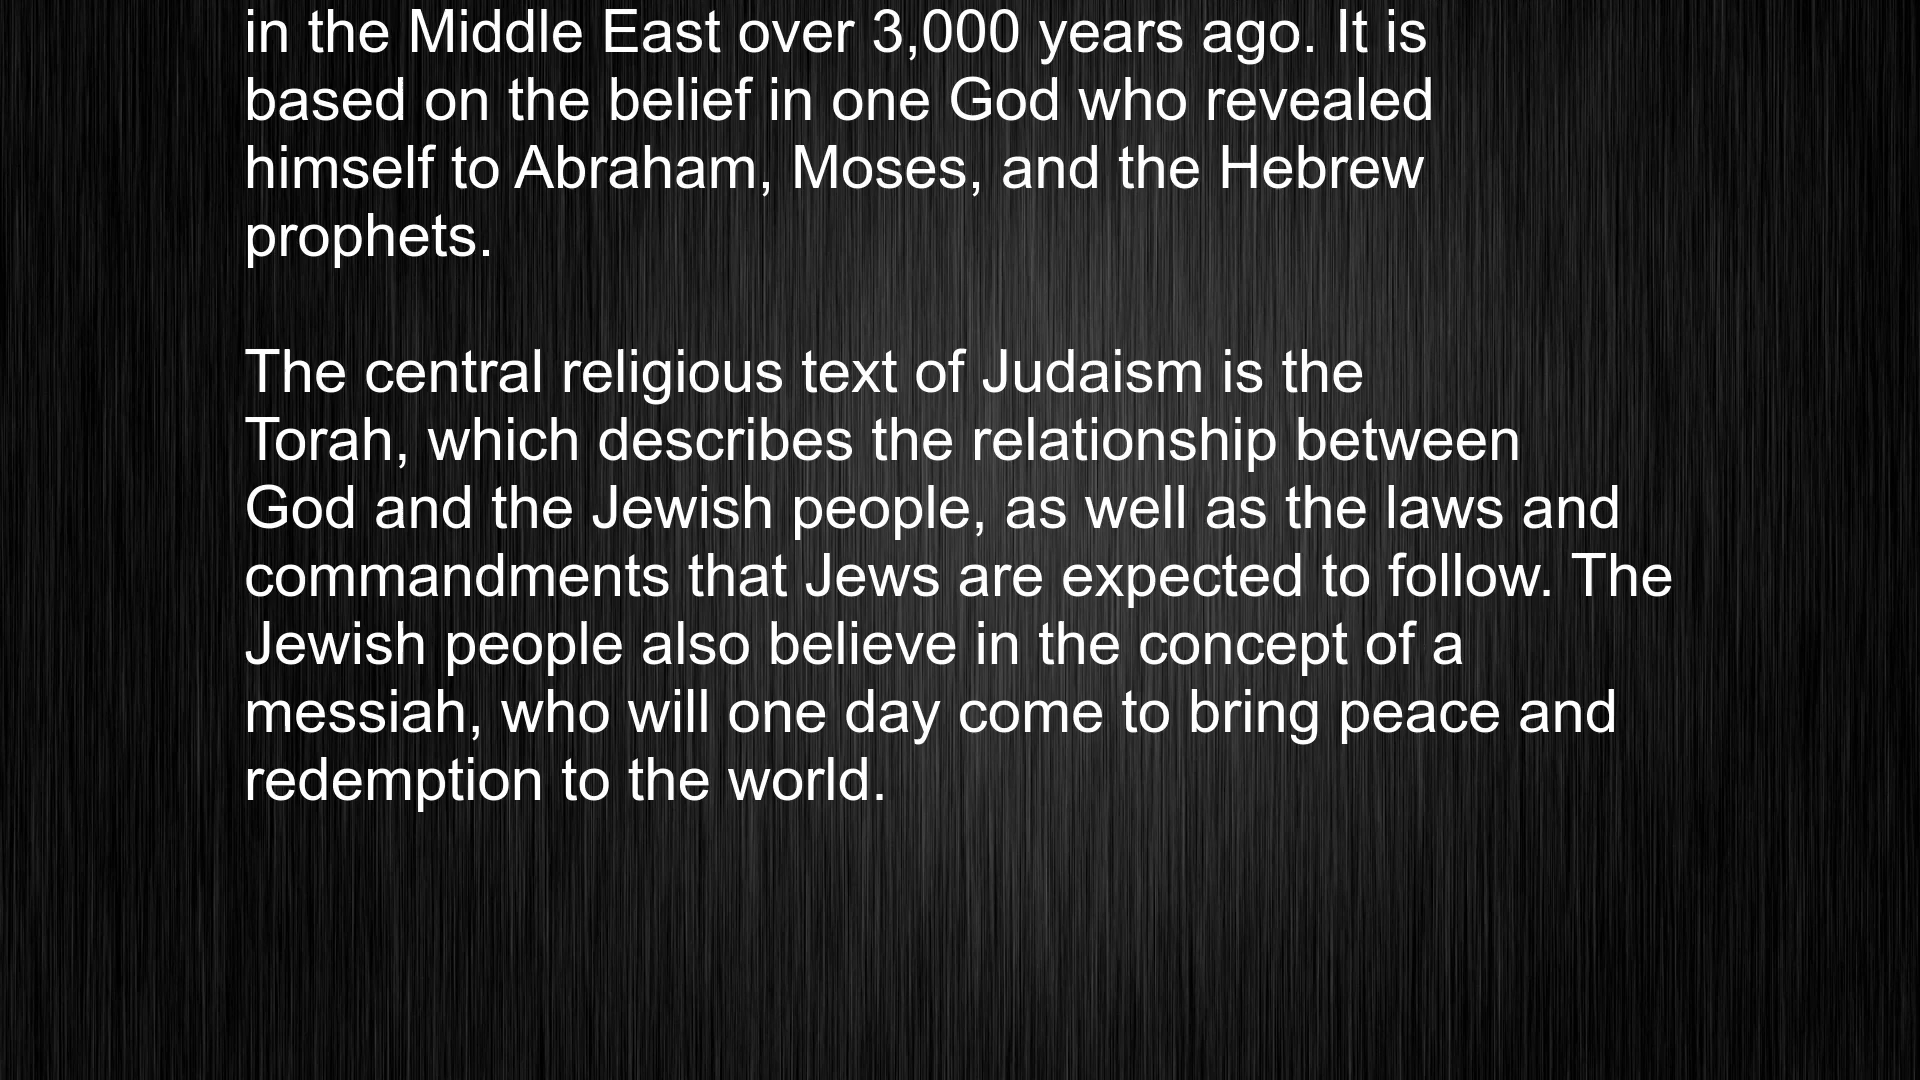 in the Middle East over 3,000 years ago. It is
based on the belief in one God who revealed
himself to Abraham, Moses, and the Hebrew
prophets.
The central religious text of Judaism is the
Torah, which describes the relationship between
God and the Jewish people, as well as the laws and
commandments that Jews are expected to follow. The
Jewish people also believe in the concept of a
messiah, who will one day come to bring peace and
redemption to the world.